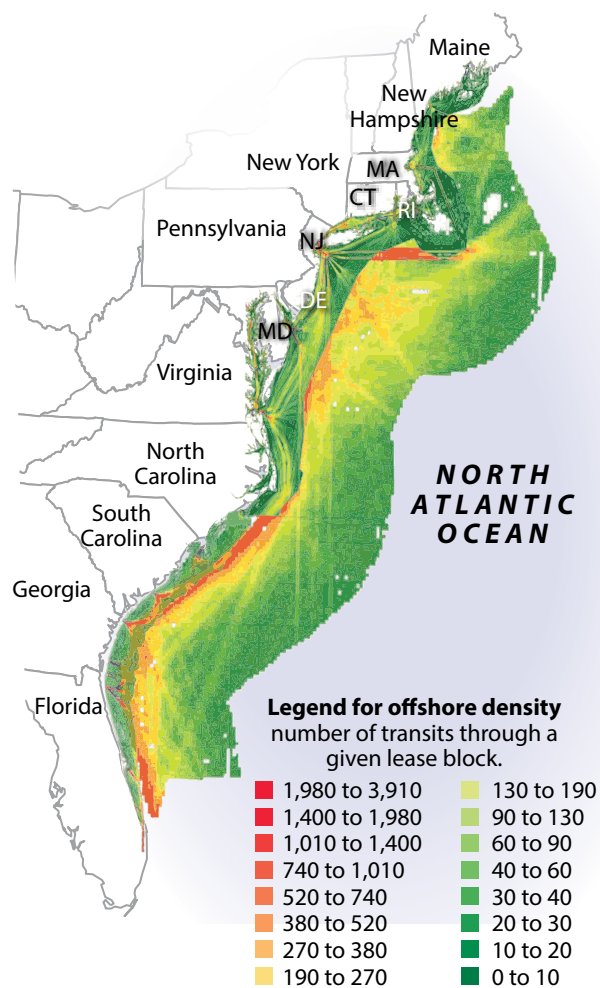 Maine
New
Hampshire
New York
MA
CT
RI
Pennsylvania
NJ
DE
MD
Virginia
North
Carolina
NORTH
ATLANTIC
OCEAN
South
Carolina
Georgia
Florida
Legend for offshore density
number of transits through a
given lease block.
1,980 to 3,910
1,400 to 1,980
1,010 to 1,400
740 to 1,010
520 to 740
380 to 520
270 to 380
190 to 270
130 to 190
90 to 130
60 to 90
40 to 60
30 to 40
20 to 30
10 to 20
0 to 10